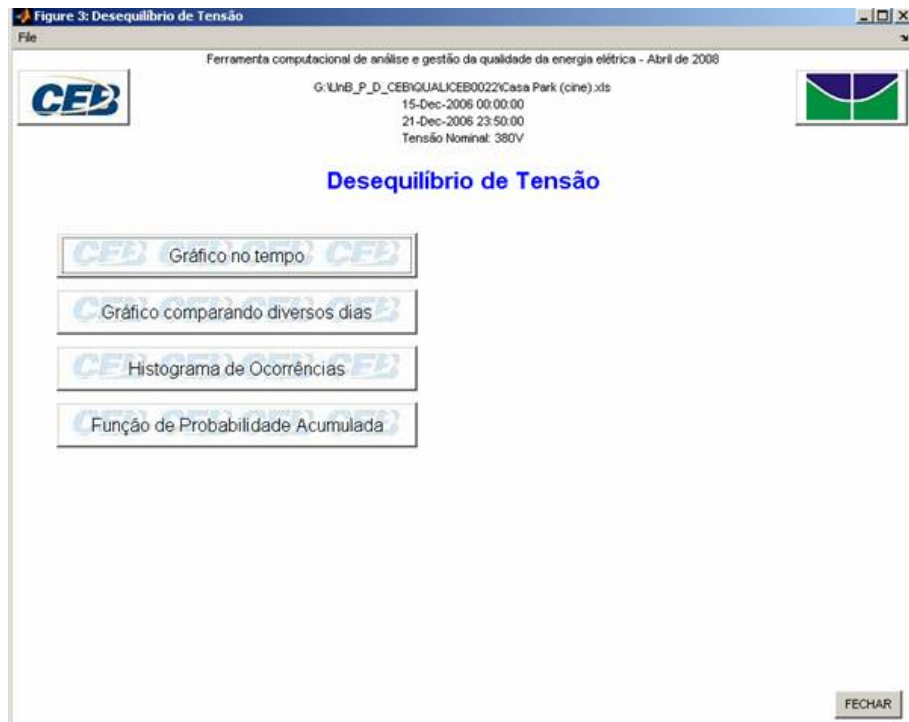 Figure 3: Desequilíbrio de Tensão
File
Ferramenta computacional de análise e gestão da qualidade da energia elétrica - Abril de 2008
CEB
G:\UnB_P_D_CEB\QUALICEB0022\Casa Park (cine).xls
15-Dec-2006 00:00:00
21-Dec-2006 23:50:00
Tensão Nominal: 380V
Desequilíbrio de Tensão
Gráfico no tempo
Gráfico comparando diversos dias
Histograma de Ocorrências
Função de Probabilidade Acumulada
FECHAR